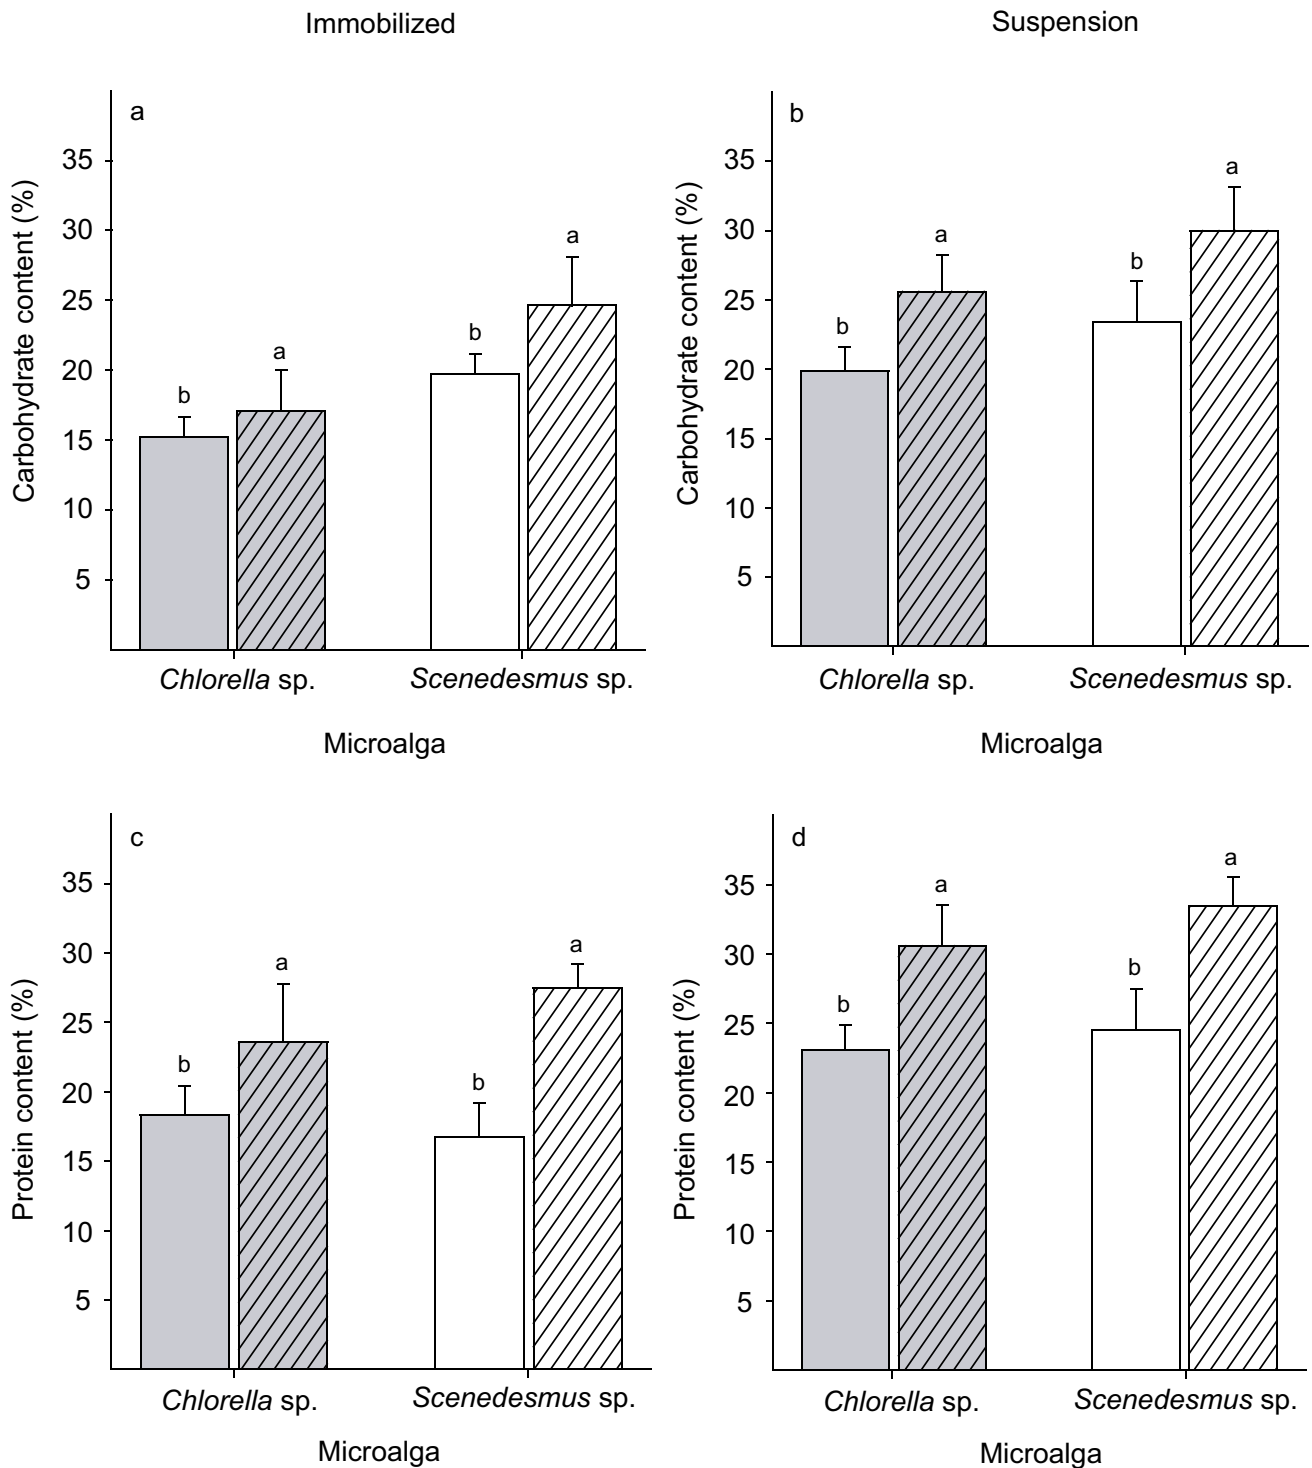 Immobilized
Suspension
a
Carbohydrate content (%)
35
30
25
20
15
10
5
b
a
b
a
Chlorella sp.
Scenedesmus sp.
Microalga
b
Carbohydrate content (%)
35
30
25
20
15
10
5
b
a
b
a
Chlorella sp.
Scenedesmus sp.
Microalga
c
Protein content (%)
35
30
25
20
15
10
5
b
a
b
a
Chlorella sp.
Scenedesmus sp.
Microalga
d
Protein content (%)
35
30
25
20
15
10
5
b
a
b
a
Chlorella sp.
Scenedesmus sp.
Microalga